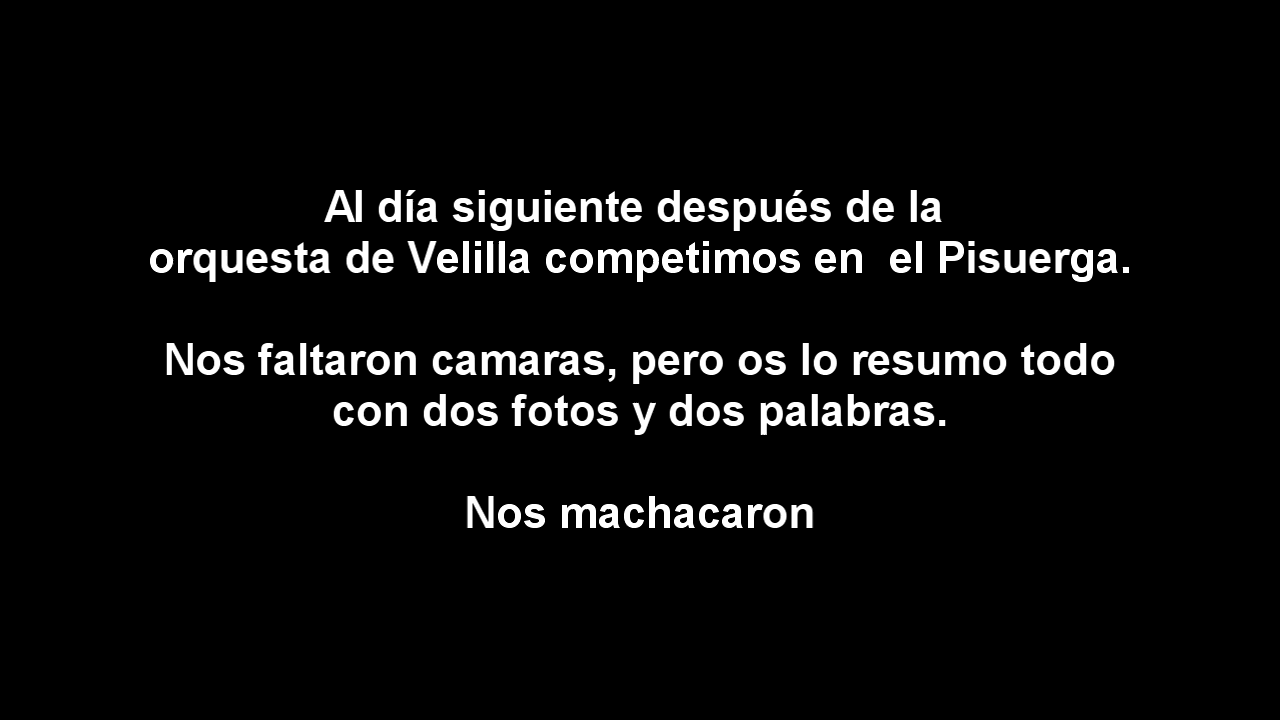 Al día siguiente después de la
orquesta de Velilla competimos en  el Pisuerga.
Nos faltaron camaras, pero os lo resumo todo
con dos fotos y dos palabras.
Nos machacaron